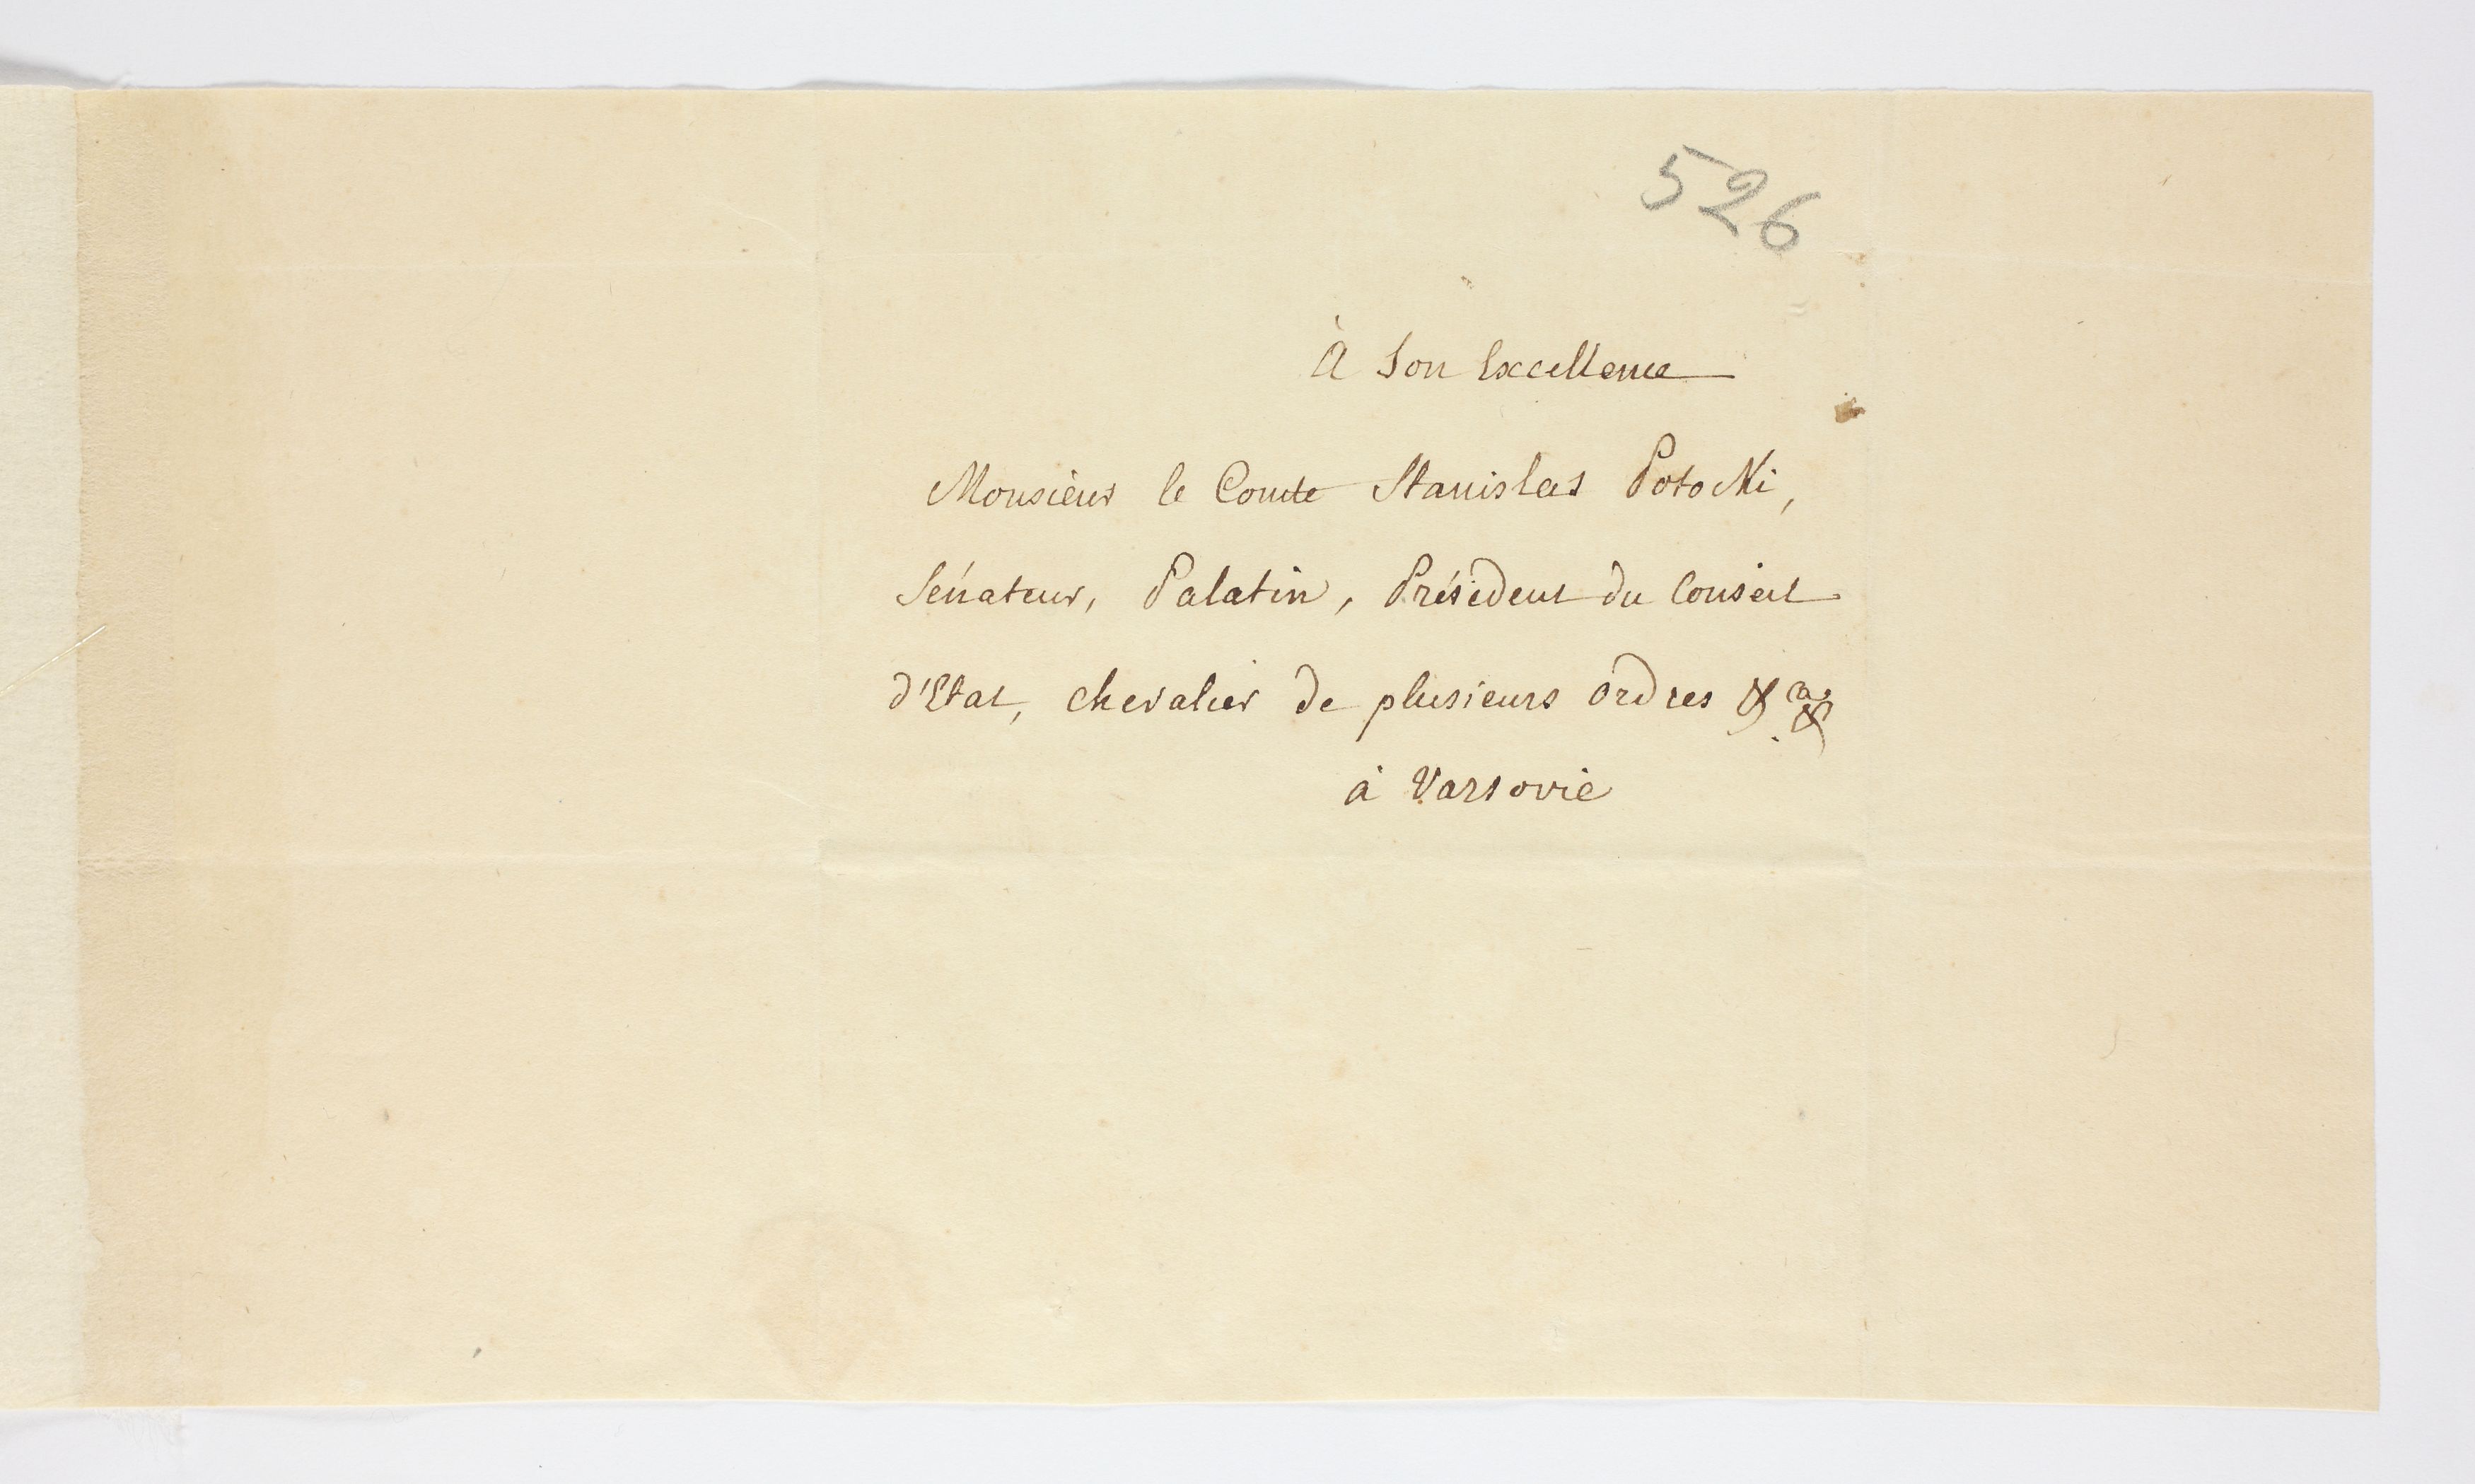 526
À Son Excellence
Monsieur le Comte Stanislas Potocki,
Sénateur, Palatin, Président du Conseil
d'Etat, chevalier de plusieurs ordres &ca &
à Varsovie